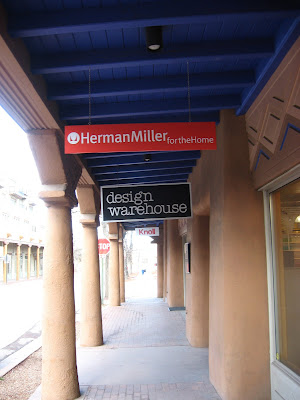 HermanMiller for the Home
design
warehouse
Knoll
STOP